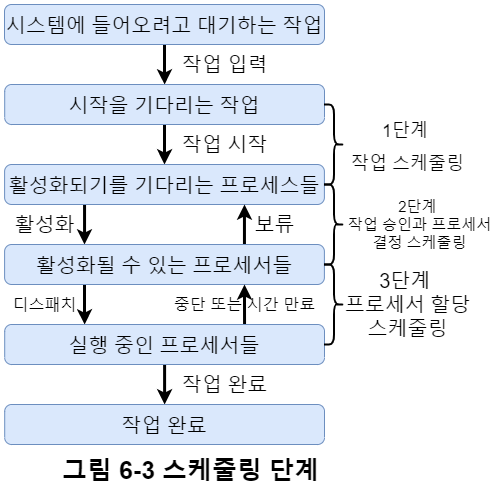 시스템에 들어오려고 대기하는 작업
작업 입력
시작을 기다리는 작업
작업 시작
1단계
작업 스케줄링
활성화되기를 기다리는 프로세스들
활성화
보류
2단계
작업 승인과 프로세서
결정 스케줄링
활성화될 수 있는 프로세서들
디스패치
중단 또는 시간 만료
3단계
프로세서 할당
스케줄링
실행 중인 프로세서들
작업 완료
작업 완료
그림 6-3 스케줄링 단계